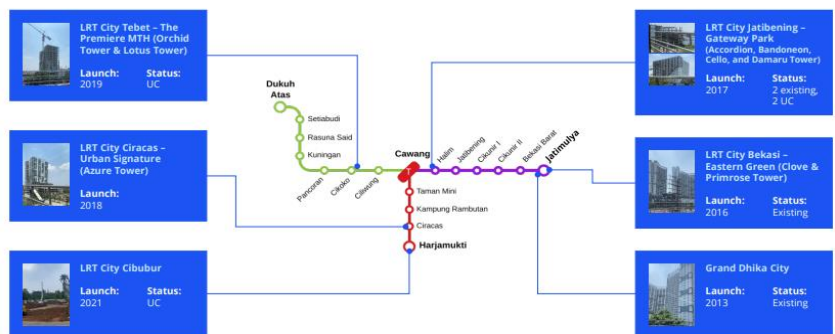 LRT City Tebet – The
Premiere MTH (Orchid
Tower & Lotus Tower)
Launch: Status:
2019 UC
LRT City Ciracas –
Urban Signature
(Azure Tower)
Launch:
2018
LRT City Cibubur
Launch: Status:
2021 UC
Dukuh
Atas
Setiabudi
Rasuna Said
Kuningan
Pancoran
Cikoko
Ciliwung
Cawang
Halim
Jatibening
Cikunir I
Cikunir II
Bekasi Barat
Jatimulya
Taman Mini
Kampung Rambutan
Ciracas
Harjamukti
LRT City Jatibening –
Gateway Park
(Accordion, Bandoneon,
Cello, and Damaru Tower)
Launch: Status:
2017 2 existing,
2 UC
LRT City Bekasi –
Eastern Green (Clove &
Primrose Tower)
Launch: Status:
2016 Existing
Grand Dhika City
Launch: Status:
2013 Existing